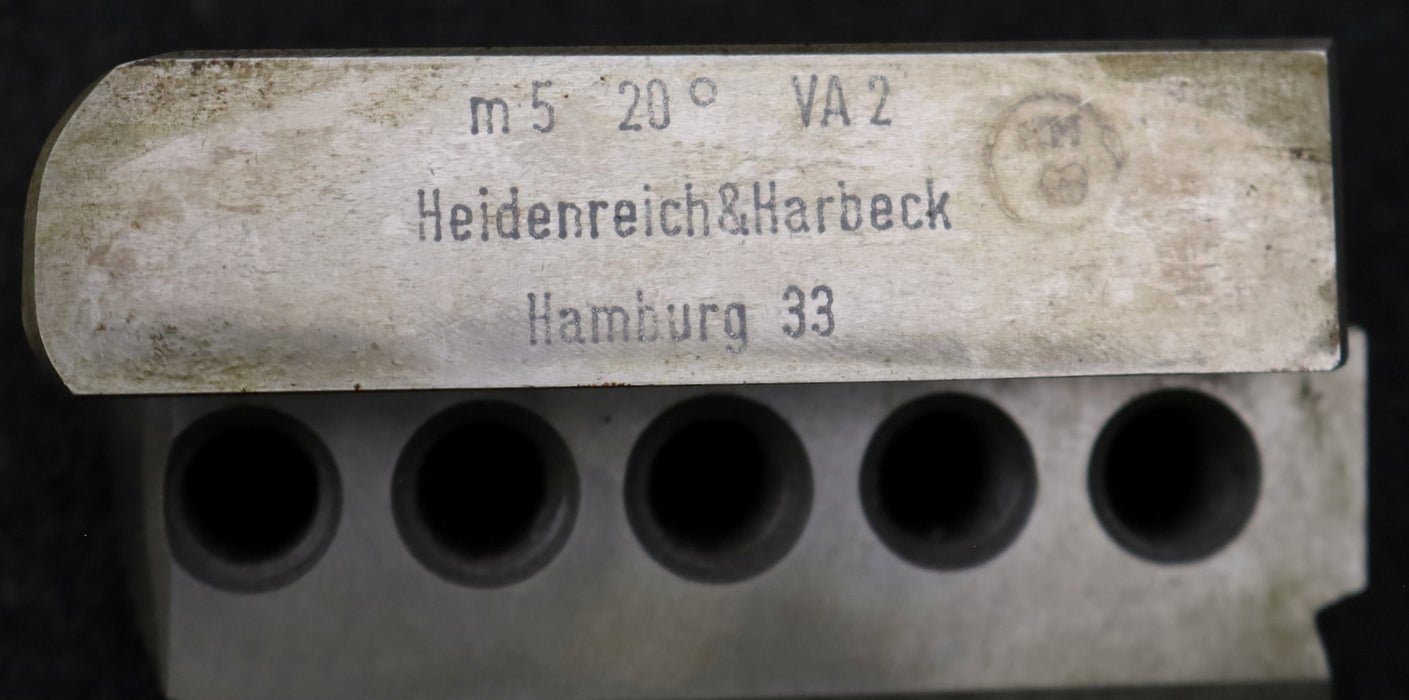 m 5 20° VA 2
Heidenreich&Harbeck
Hamburg 33